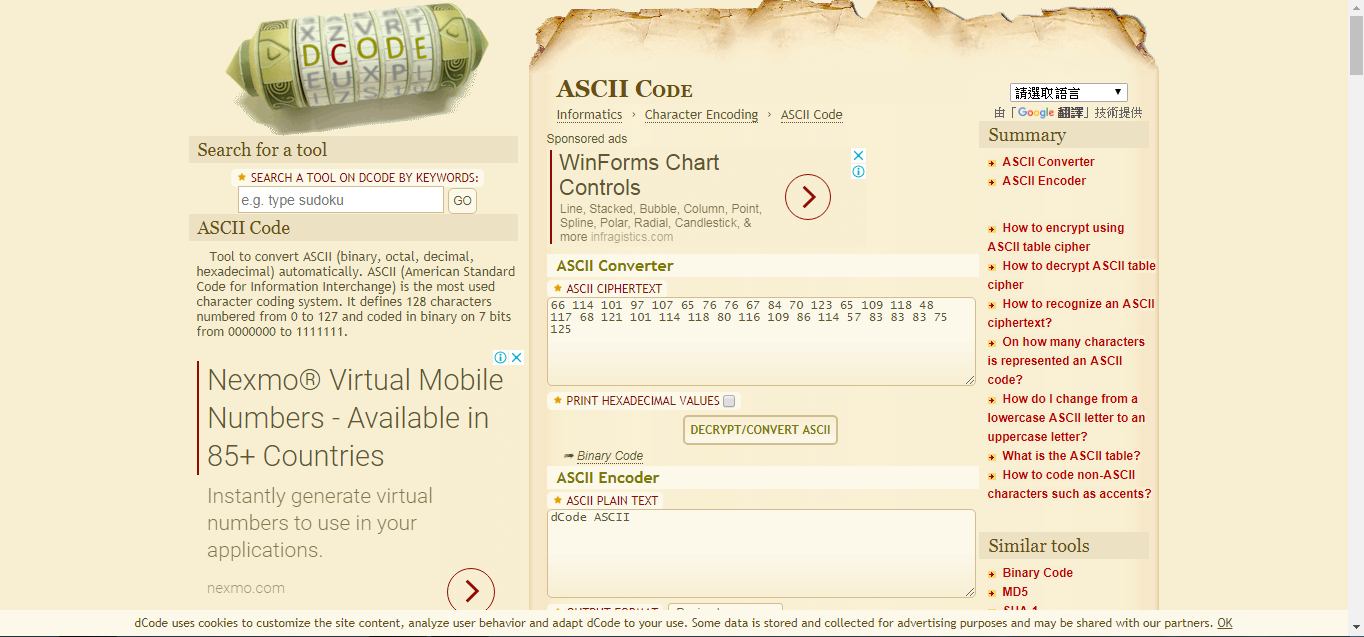 X Z V R T
D C O D E
E U X P L
I Z S I
Search for a tool
SEARCH A TOOL ON DCODE BY KEYWORDS:
e.g. type sudoku
GO
ASCII Code
Tool to convert ASCII (binary, octal, decimal,
hexadecimal) automatically. ASCII (American Standard
Code for Information Interchange) is the most used
character coding system. It defines 128 characters
numbered from 0 to 127 and coded in binary on 7 bits
from 0000000 to 1111111.
Nexmo® Virtual Mobile
Numbers - Available in
85+ Countries
Instantly generate virtual
numbers to use in your
applications.
nexmo.com
ASCII Code
Informatics › Character Encoding › ASCII Code
Sponsored ads
WinForms Chart
Controls
Line, Stacked, Bubble, Column, Point,
Spline, Polar, Radial, Candlestick, &
more infragistics.com
ASCII Converter
ASCII CIPHERTEXT
66 114 101 97 107 65 76 76 67 84 70 123 65 109 118 48
117 68 121 101 114 118 80 116 109 86 114 57 83 83 83 75
125
PRINT HEXADECIMAL VALUES
DECRYPT/CONVERT ASCII
Binary Code
ASCII Encoder
ASCII PLAIN TEXT
dCode ASCII
請選取語言
由「Google 翻譯」技術提供
Summary
ASCII Converter
ASCII Encoder
How to encrypt using
ASCII table cipher
How to decrypt ASCII table
cipher
How to recognize an ASCII
ciphertext?
On how many characters
is represented an ASCII
code?
How do I change from a
lowercase ASCII letter to an
uppercase letter?
What is the ASCII table?
How to code non-ASCII
characters such as accents?
Similar tools
Binary Code
MD5
dCode uses cookies to customize the site content, analyze user behavior and adapt dCode to your use. Some data is stored and collected for advertising purposes and may be shared with our partners. OK